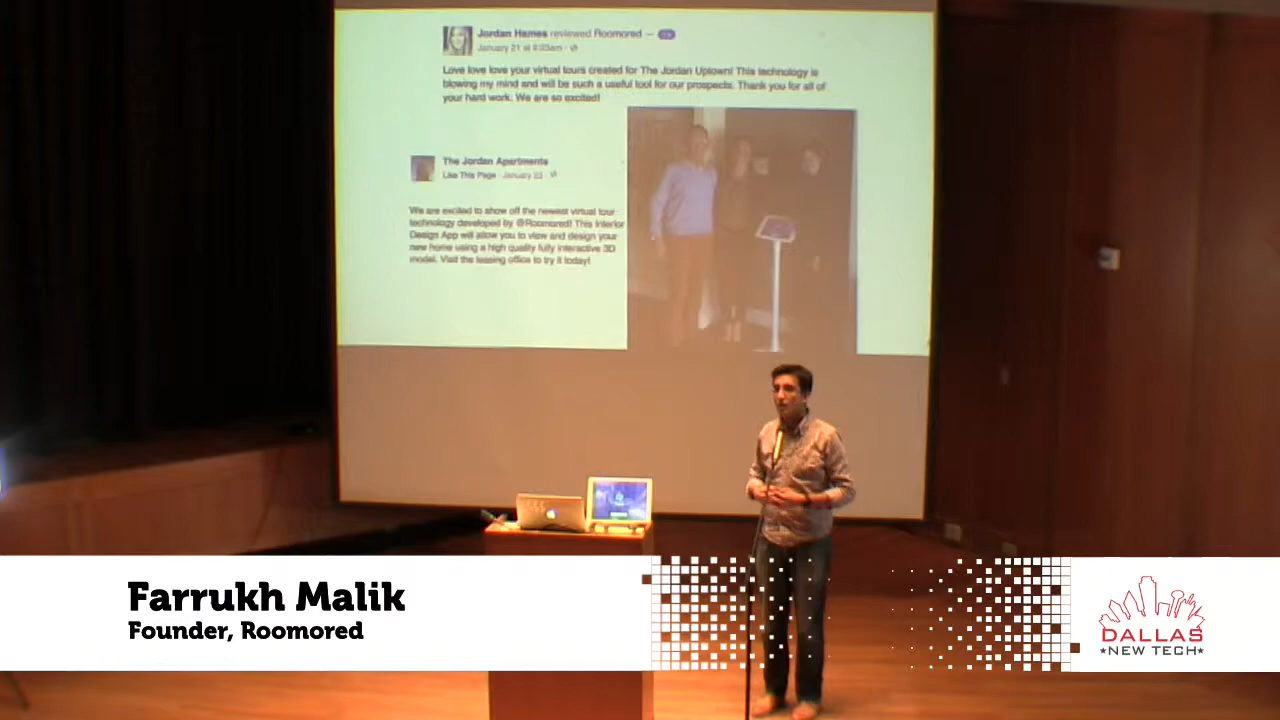 Jordan Hames reviewed Roomored —
January 21 at 8:23am ·
Love love love your virtual tours created for The Jordan Uptown! This technology is
blowing my mind and will be such a useful tool for our prospects. Thank you for all of
your hard work. We are so excited!
The Jordan Apartments
Like This Page · January 23 ·
We are excited to show off the newest virtual tour
technology developed by @Roomored! This Interior
Design App will allow you to view and design your
new home using a high quality fully interactive 3D
model. Visit the leasing office to try it today!
Farrukh Malik
Founder, Roomored
DALLAS
★NEW TECH★